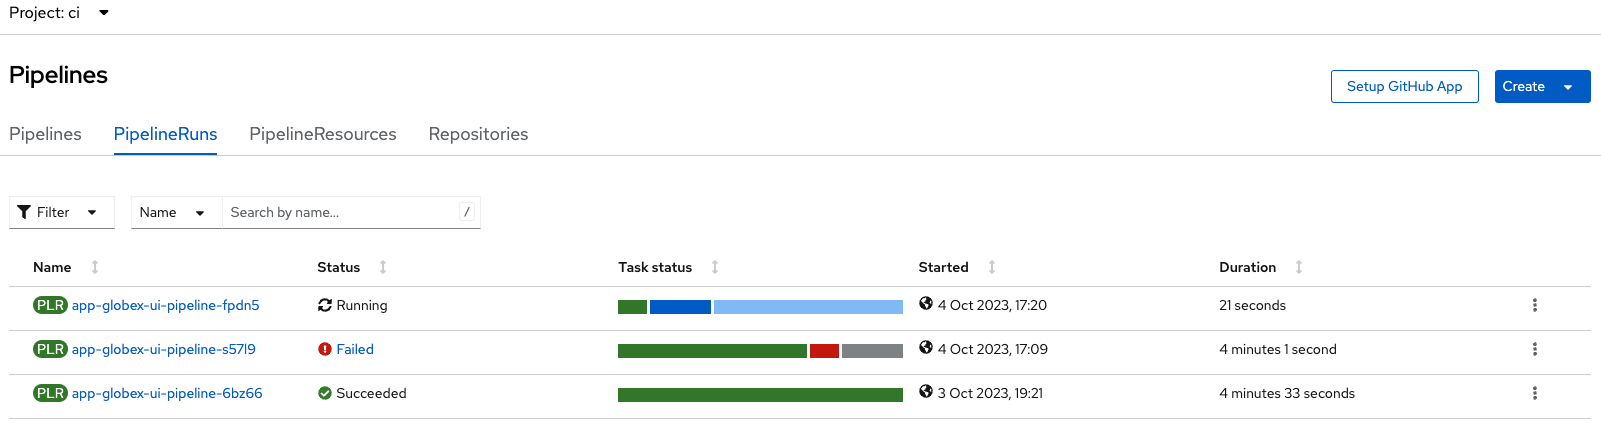 Project: ci
Pipelines
Setup GitHub App
Create
Pipelines PipelineRuns PipelineResources Repositories
Filter Name Search by name... /
Name Status Task status Started Duration
PLR app-globex-ui-pipeline-fpdn5 Running 4 Oct 2023, 17:20 21 seconds
PLR app-globex-ui-pipeline-s57l9 Failed 4 Oct 2023, 17:09 4 minutes 1 second
PLR app-globex-ui-pipeline-6bz66 Succeeded 3 Oct 2023, 19:21 4 minutes 33 seconds